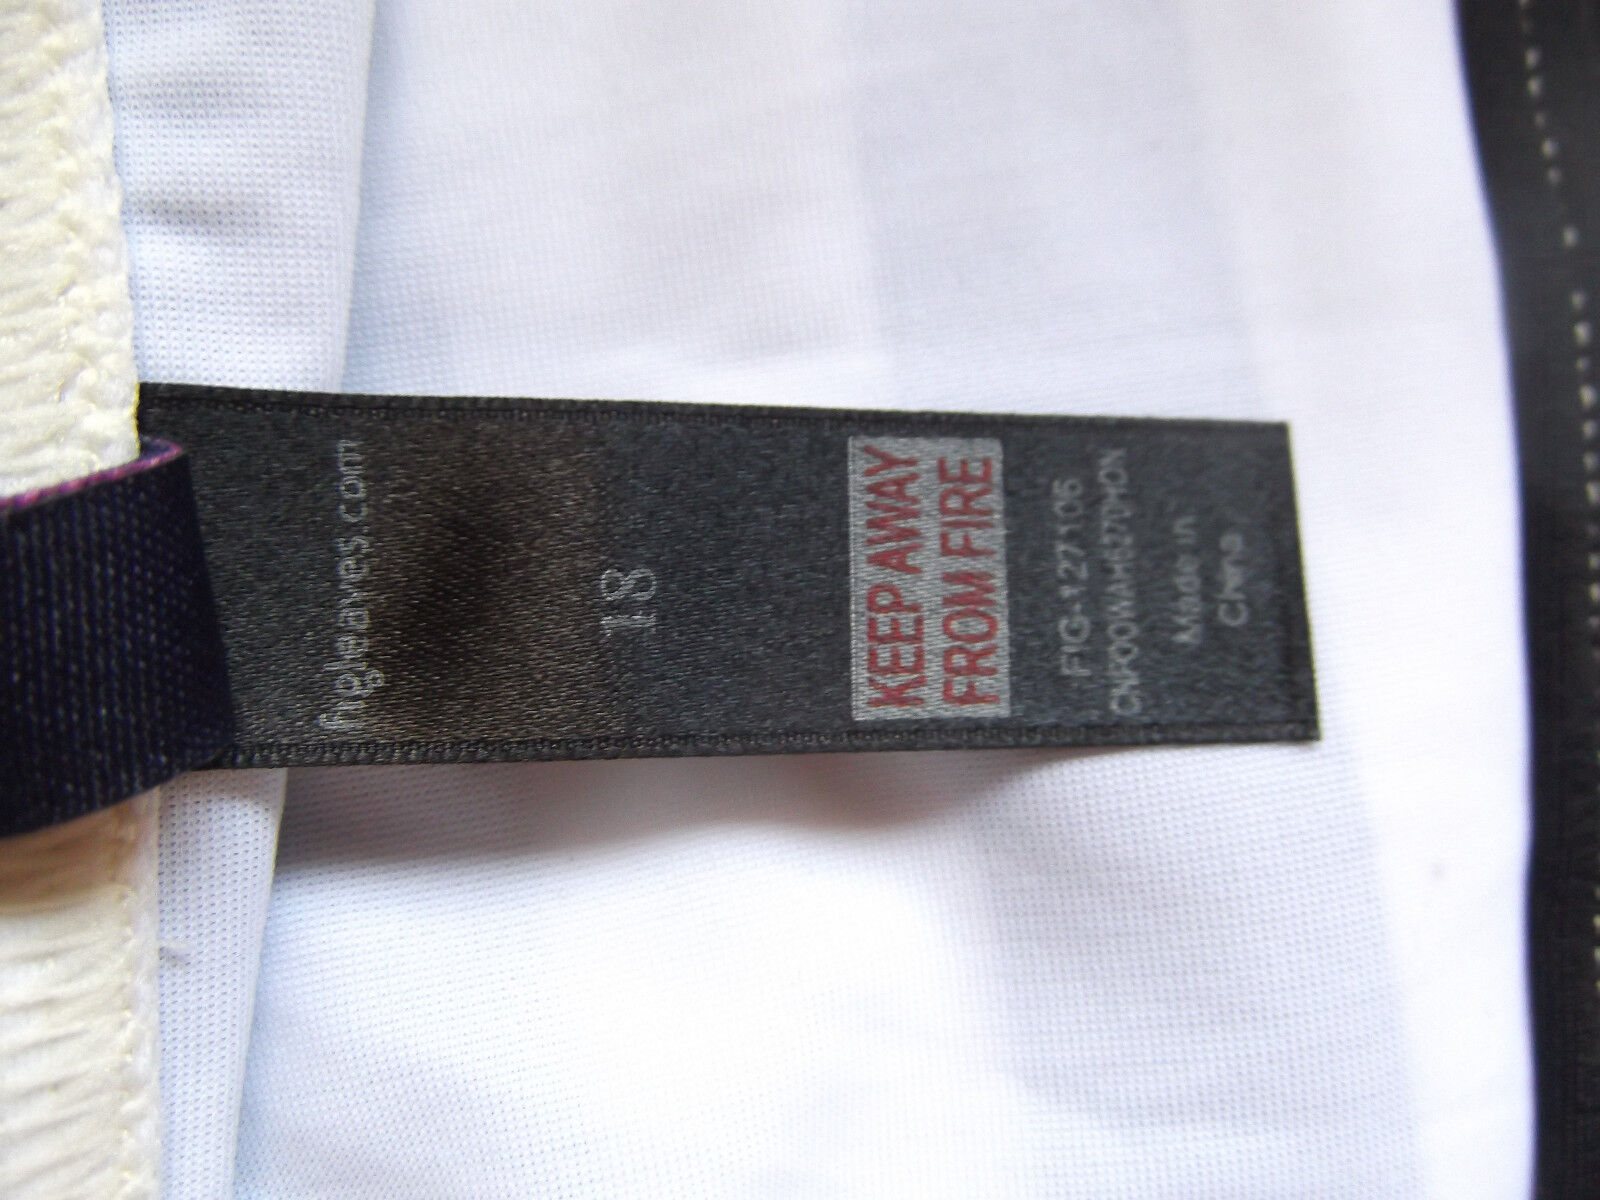 figleaves.com
18
KEEP AWAY
FROM FIRE
FIG-127106
Made in
China